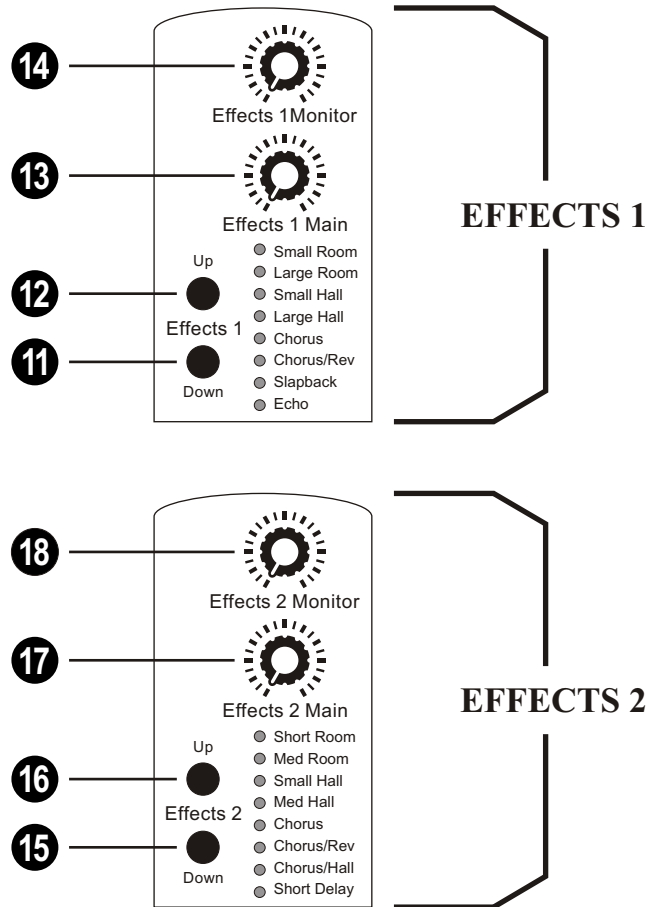 14
Effects 1Monitor
13
Effects 1 Main
EFFECTS 1
Up
Small Room
Large Room
12
Small Hall
Large Hall
Effects 1
Chorus
11
Chorus/Rev
Slapback
Down
Echo
18
Effects 2 Monitor
17
Effects 2 Main
EFFECTS 2
Up
Short Room
Med Room
16
Small Hall
Med Hall
Effects 2
Chorus
15
Chorus/Rev
Chorus/Hall
Down
Short Delay